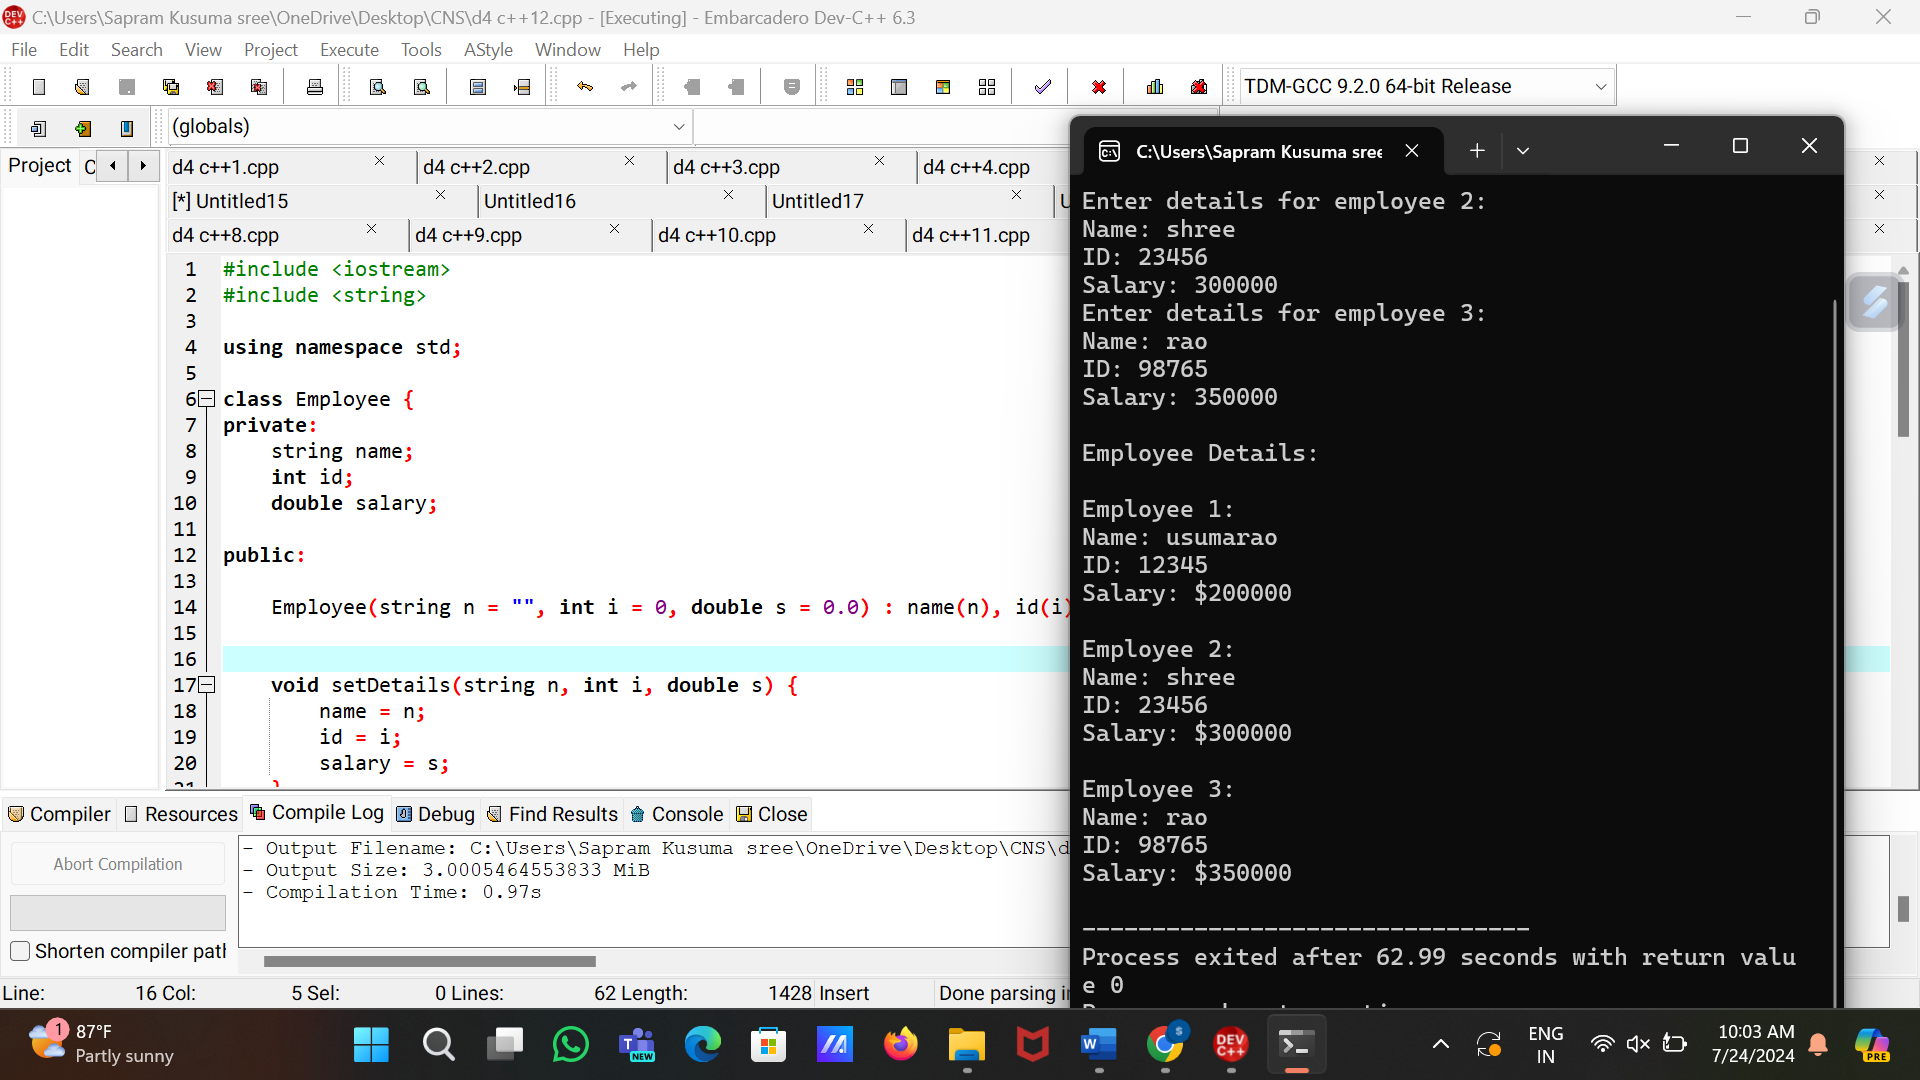 C:\Users\Sapram Kusuma sree\OneDrive\Desktop\CNS\d4 c++12.cpp - [Executing] - Embarcadero Dev-C++ 6.3
File Edit Search View Project Execute Tools AStyle Window Help
TDM-GCC 9.2.0 64-bit Release
(globals)
Project
d4 c++1.cpp d4 c++2.cpp d4 c++3.cpp d4 c++4.cpp
[*] Untitled15 Untitled16 Untitled17
d4 c++8.cpp d4 c++9.cpp d4 c++10.cpp d4 c++11.cpp
1 #include <iostream>
2 #include <string>
3
4 using namespace std;
5
6 class Employee {
7 private:
8 string name;
9 int id;
10 double salary;
11
12 public:
13
14 Employee(string n = "", int i = 0, double s = 0.0) : name(n), id(i)
15
16
17 void setDetails(string n, int i, double s) {
18 name = n;
19 id = i;
20 salary = s;
21 }
Compiler Resources Compile Log Debug Find Results Console Close
Abort Compilation
Shorten compiler path
- Output Filename: C:\Users\Sapram Kusuma sree\OneDrive\Desktop\CNS\d
- Output Size: 3.0005464553833 MiB
- Compilation Time: 0.97s
Line: 16 Col: 5 Sel: 0 Lines: 62 Length: 1428 Insert Done parsing
C:\Users\Sapram Kusuma sree
Enter details for employee 2:
Name: shree
ID: 23456
Salary: 300000
Enter details for employee 3:
Name: rao
ID: 98765
Salary: 350000
Employee Details:
Employee 1:
Name: usumarao
ID: 12345
Salary: $200000
Employee 2:
Name: shree
ID: 23456
Salary: $300000
Employee 3:
Name: rao
ID: 98765
Salary: $350000
--------------------------------
Process exited after 62.99 seconds with return valu
e 0
1 87°F
Partly sunny
NEW
DEV C++
ENG
IN
10:03 AM
7/24/2024
PRE